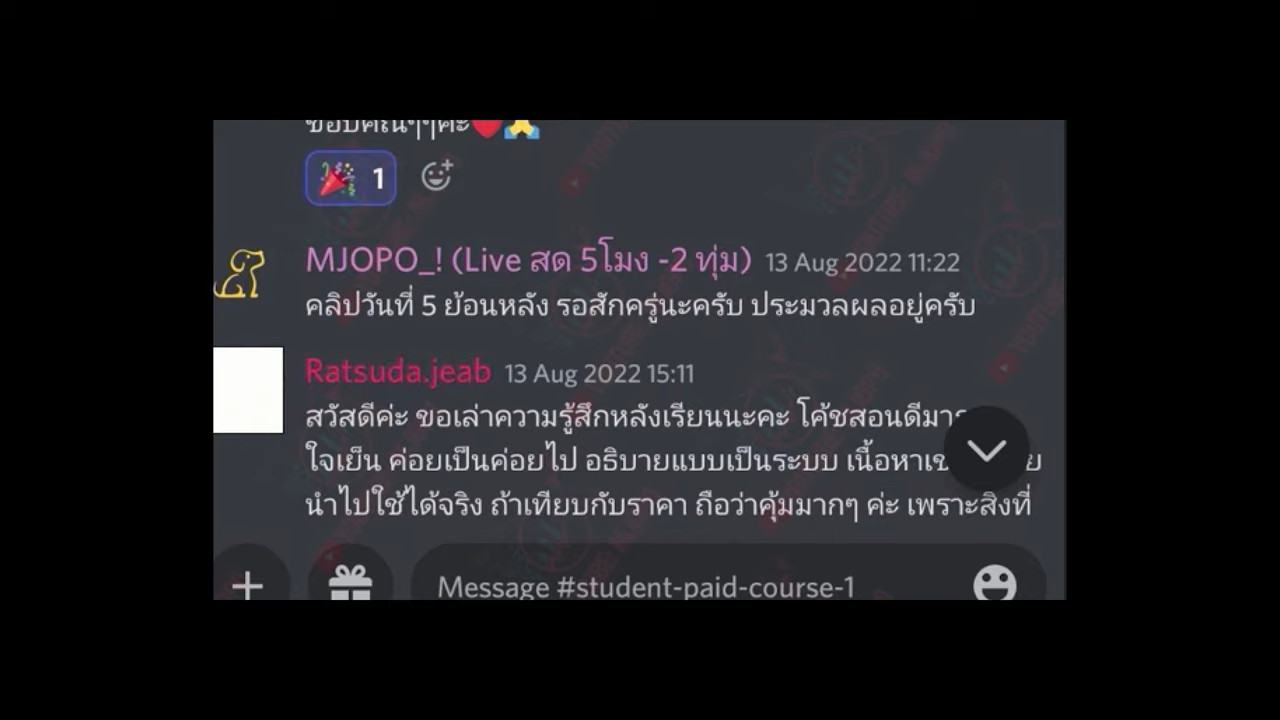 ขอบคุณๆๆค่ะ❤️🙏
🎉 1
MJOPO_! (Live สด 5โมง -2 ทุ่ม) 13 Aug 2022 11:22
คลิปวันที่ 5 ย้อนหลัง รอสักครู่นะครับ ประมวลผลอยู่ครับ
Ratsuda.jeab 13 Aug 2022 15:11
สวัสดีค่ะ ขอเล่าความรู้สึกหลังเรียนนะคะ โค้ชสอนดีมาก
ใจเย็น ค่อยเป็นค่อยไป อธิบายแบบเป็นระบบ
นำไปใช้ได้จริง ถ้าเทียบกับราคา ถือว่าคุ้มมากๆ ค่ะ เพราะสิ่งที่
Message #student-paid-course-1